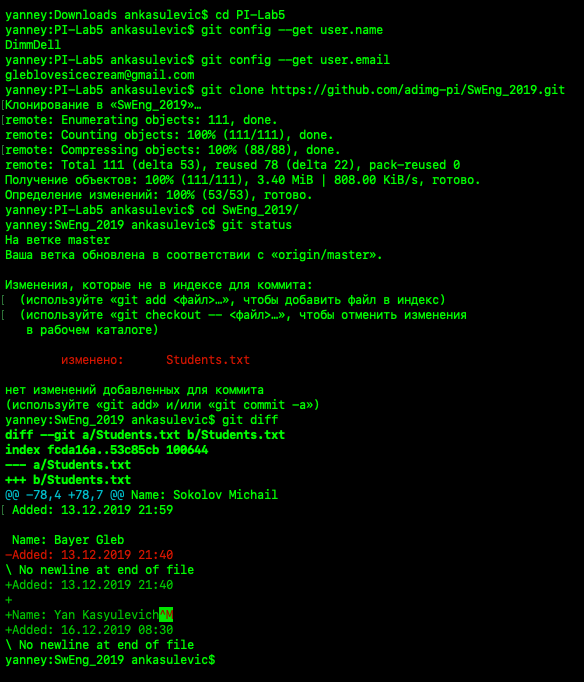 yanney:Downloads ankasulevic$ cd PI-Lab5
yanney:PI-Lab5 ankasulevic$ git config --get user.name
DimmDell
yanney:PI-Lab5 ankasulevic$ git config --get user.email
gleblovesicecream@gmail.com
yanney:PI-Lab5 ankasulevic$ git clone https://github.com/adimg-pi/SwEng_2019.git
Клонирование в «SwEng_2019»…
remote: Enumerating objects: 111, done.
remote: Counting objects: 100% (111/111), done.
remote: Compressing objects: 100% (88/88), done.
remote: Total 111 (delta 53), reused 78 (delta 22), pack-reused 0
Получение объектов: 100% (111/111), 3.40 MiB | 808.00 KiB/s, готово.
Определение изменений: 100% (53/53), готово.
yanney:PI-Lab5 ankasulevic$ cd SwEng_2019/
yanney:SwEng_2019 ankasulevic$ git status
На ветке master
Ваша ветка обновлена в соответствии с «origin/master».
Изменения, которые не в индексе для коммита:
(используйте «git add <файл>…», чтобы добавить файл в индекс)
(используйте «git checkout -- <файл>…», чтобы отменить изменения
в рабочем каталоге)
изменено:      Students.txt
нет изменений добавленных для коммита
(используйте «git add» и/или «git commit -a»)
yanney:SwEng_2019 ankasulevic$ git diff
diff --git a/Students.txt b/Students.txt
index fcda16a..53c85cb 100644
--- a/Students.txt
+++ b/Students.txt
@@ -78,4 +78,7 @@ Name: Sokolov Michail
Added: 13.12.2019 21:59
Name: Bayer Gleb
-Added: 13.12.2019 21:40
\ No newline at end of file
+Added: 13.12.2019 21:40
+
+Name: Yan Kasyulevich^M
+Added: 16.12.2019 08:30
\ No newline at end of file
yanney:SwEng_2019 ankasulevic$